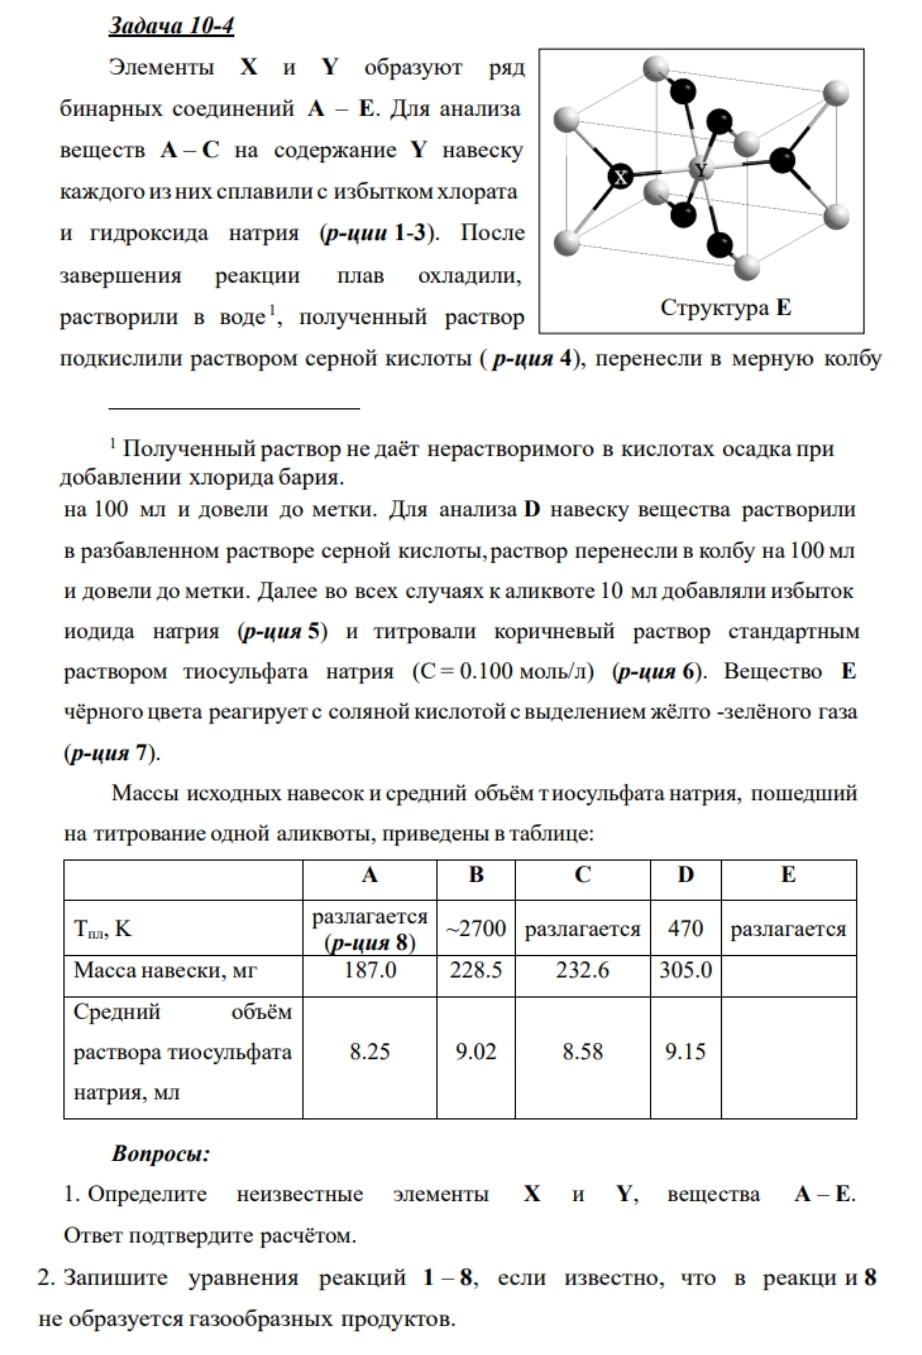 Задача 10-4
Элементы X и Y образуют ряд
бинарных соединений A – E. Для анализа
веществ A – C на содержание Y навеску
каждого из них сплавили с избытком хлората
и гидроксида натрия (р-ции 1-3). После
завершения реакции плав охладили,
растворили в воде¹, полученный раствор
X
Y
Структура E
подкислили раствором серной кислоты ( р-ция 4), перенесли в мерную колбу
¹ Полученный раствор не даёт нерастворимого в кислотах осадка при
добавлении хлорида бария.
на 100 мл и довели до метки. Для анализа D навеску вещества растворили
в разбавленном растворе серной кислоты, раствор перенесли в колбу на 100 мл
и довели до метки. Далее во всех случаях к аликвоте 10 мл добавляли избыток
иодида натрия (р-ция 5) и титровали коричневый раствор стандартным
раствором тиосульфата натрия (С = 0.100 моль/л) (р-ция 6). Вещество E
чёрного цвета реагирует с соляной кислотой с выделением жёлто -зелёного газа
(р-ция 7).
Массы исходных навесок и средний объём тиосульфата натрия, пошедший
на титрование одной аликвоты, приведены в таблице:
A B C D E
Тпл, K разлагается (р-ция 8) ~2700 разлагается 470 разлагается
Масса навески, мг 187.0 228.5 232.6 305.0
Средний объём
раствора тиосульфата 8.25 9.02 8.58 9.15
натрия, мл
Вопросы:
1. Определите неизвестные элементы X и Y, вещества A – E.
Ответ подтвердите расчётом.
2. Запишите уравнения реакций 1 – 8, если известно, что в реакци и 8
не образуется газообразных продуктов.